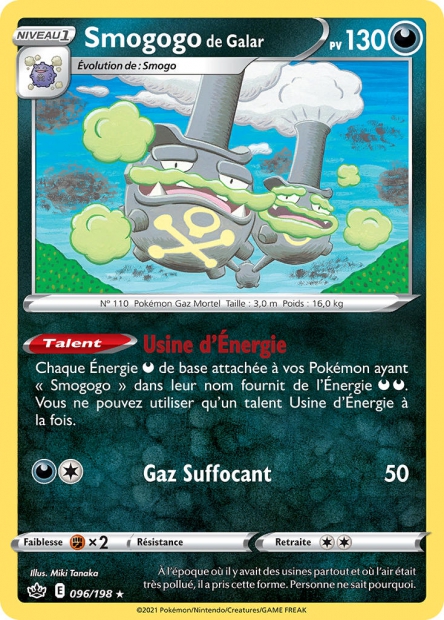 NIVEAU 1
Smogogo de Galar
PV 130
Évolution de : Smogo
N° 110 Pokémon Gaz Mortel Taille : 3,0 m Poids : 16,0 kg
Talent Usine d'Énergie
Chaque Énergie de base attachée à vos Pokémon ayant
« Smogogo » dans leur nom fournit de l'Énergie .
Vous ne pouvez utiliser qu'un talent Usine d'Énergie à
la fois.
Gaz Suffocant 50
Faiblesse ×2 Résistance Retraite
Illus. Miki Tanaka
À l'époque où il y avait des usines partout et où l'air était
très pollué, il a pris cette forme. Personne ne sait pourquoi.
E 096/198 ★
©2021 Pokémon/Nintendo/Creatures/GAME FREAK